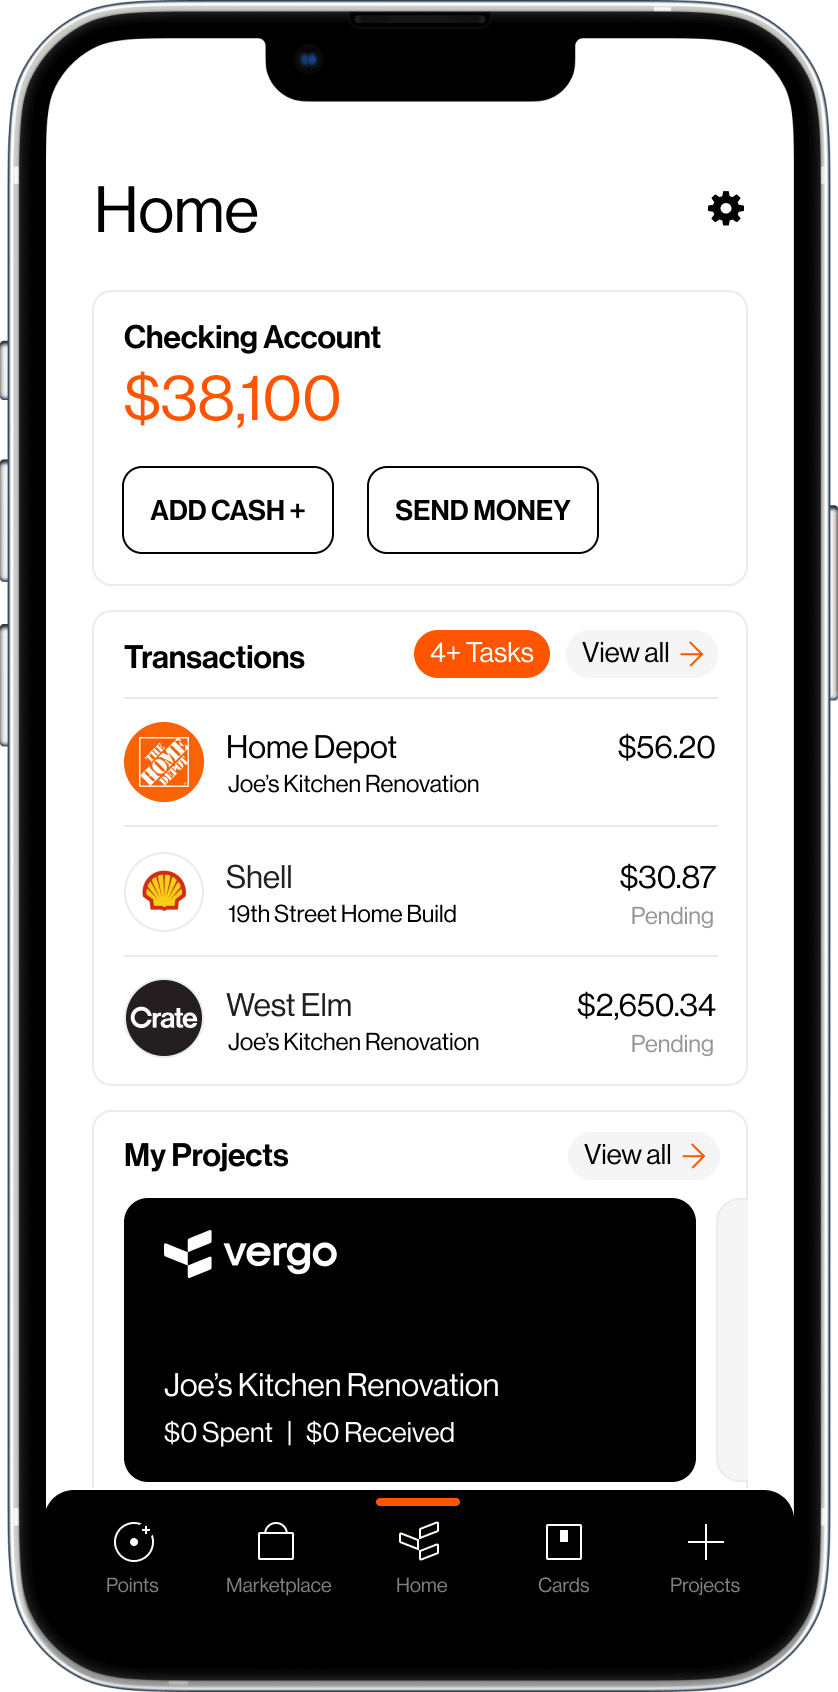 Home
Checking Account
$38,100
ADD CASH +
SEND MONEY
Transactions
4+ Tasks
View all
THE
HOME
DEPOT
Home Depot
$56.20
Joe's Kitchen Renovation
Shell
$30.87
19th Street Home Build
Pending
Crate
West Elm
$2,650.34
Joe's Kitchen Renovation
Pending
My Projects
View all
vergo
Joe's Kitchen Renovation
$0 Spent | $0 Received
Points
Marketplace
Home
Cards
Projects